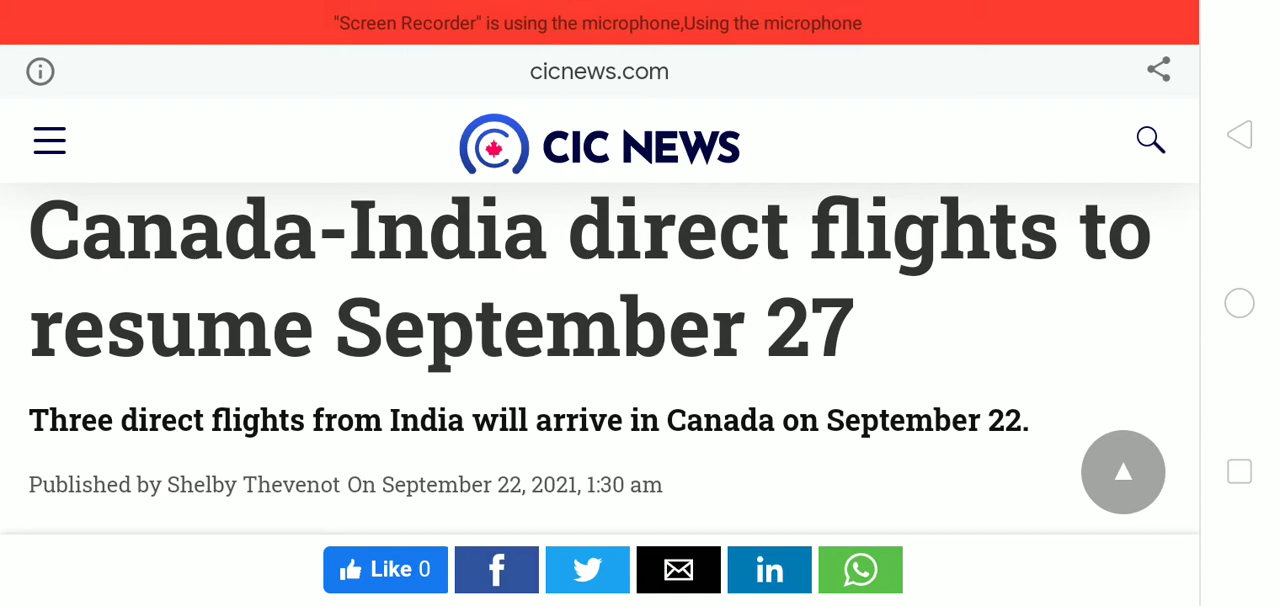 "Screen Recorder" is using the microphone,Using the microphone
cicnews.com
CIC NEWS
Canada-India direct flights to
resume September 27
Three direct flights from India will arrive in Canada on September 22.
Published by Shelby Thevenot On September 22, 2021, 1:30 am
Like 0